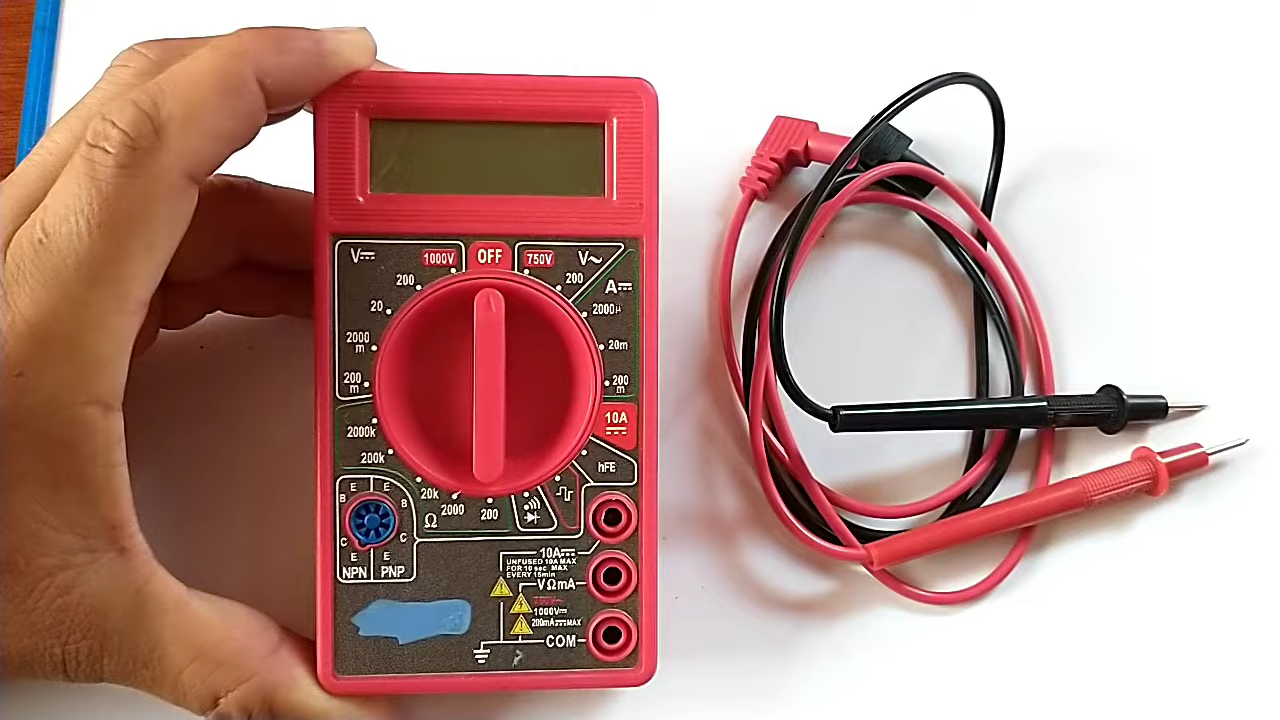 V⎓ 1000V OFF 750V V~
200 200 A⎓
20 2000µ
2000
m 20m
200
m 200
m
2000k 10A
200k hFE
20k 2000 200
Ω
E E
B B
C C
E E
NPN PNP
10A⎓
UNFUSED 10A MAX
FOR 10 sec MAX
EVERY 15min
VΩmA
1000V⎓
200mA⎓MAX
COM